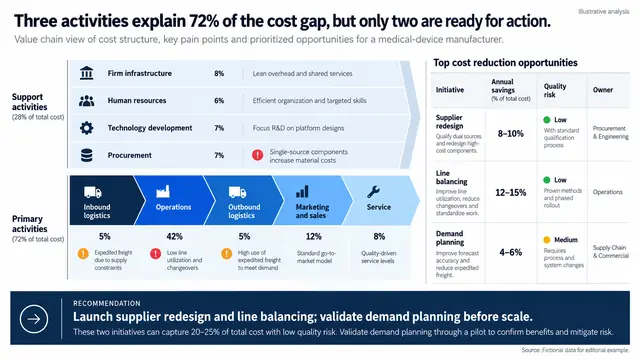 Illustrative analysis
Three activities explain 72% of the cost gap, but only two are ready for action.
Value chain view of cost structure, key pain points and prioritized opportunities for a medical-device manufacturer.
Support
activities
(28% of total cost)
Firm infrastructure 8% Lean overhead and shared services
Human resources 6% Efficient organization and targeted skills
Technology development 7% Focus R&D on platform designs
Procurement 7% ! Single-source components
increase material costs
Primary
activities
(72% of total cost)
Inbound
logistics
5%
! Expedited freight
due to supply
constraints
Operations
42%
! Low line
utilization and
changeovers
Outbound
logistics
5%
! High use of
expedited freight
to meet demand
Marketing
and sales
12%
Standard go-to-
market model
Service
8%
Quality-driven
service levels
Top cost reduction opportunities
Initiative
Annual
savings
(% of total cost)
Quality
risk
Owner
Supplier
redesign
Qualify dual sources
and redesign high-
cost components.
8–10%
Low
With standard
qualification
process
Procurement
& Engineering
Line
balancing
Improve line
utilization, reduce
changeovers and
standardize work.
12–15%
Low
Proven methods
and phased
rollout
Operations
Demand
planning
Improve forecast
accuracy and
reduce expedited
freight.
4–6%
Medium
Requires
process and
system changes
Supply Chain
& Commercial
RECOMMENDATION
Launch supplier redesign and line balancing; validate demand planning before scale.
These two initiatives can capture 20–25% of total cost with low quality risk. Validate demand planning through a pilot to confirm benefits and mitigate risk.
Source: Fictional data for editorial example.